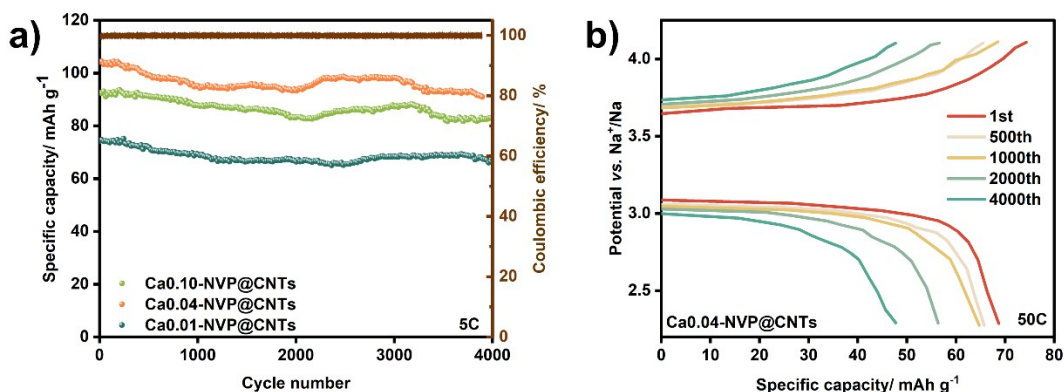 a)
Specific capacity/ mAh g⁻¹
120
100
80
60
40
20
0
0
1000
2000
3000
4000
Cycle number
Coulombic efficiency/ %
100
80
60
40
20
0
Ca0.10-NVP@CNTs
Ca0.04-NVP@CNTs
Ca0.01-NVP@CNTs
5C
b)
Potential vs. Na⁺/Na
4.0
3.5
3.0
2.5
0
10
20
30
40
50
60
70
80
Specific capacity/ mAh g⁻¹
1st
500th
1000th
2000th
4000th
Ca0.04-NVP@CNTs
50C